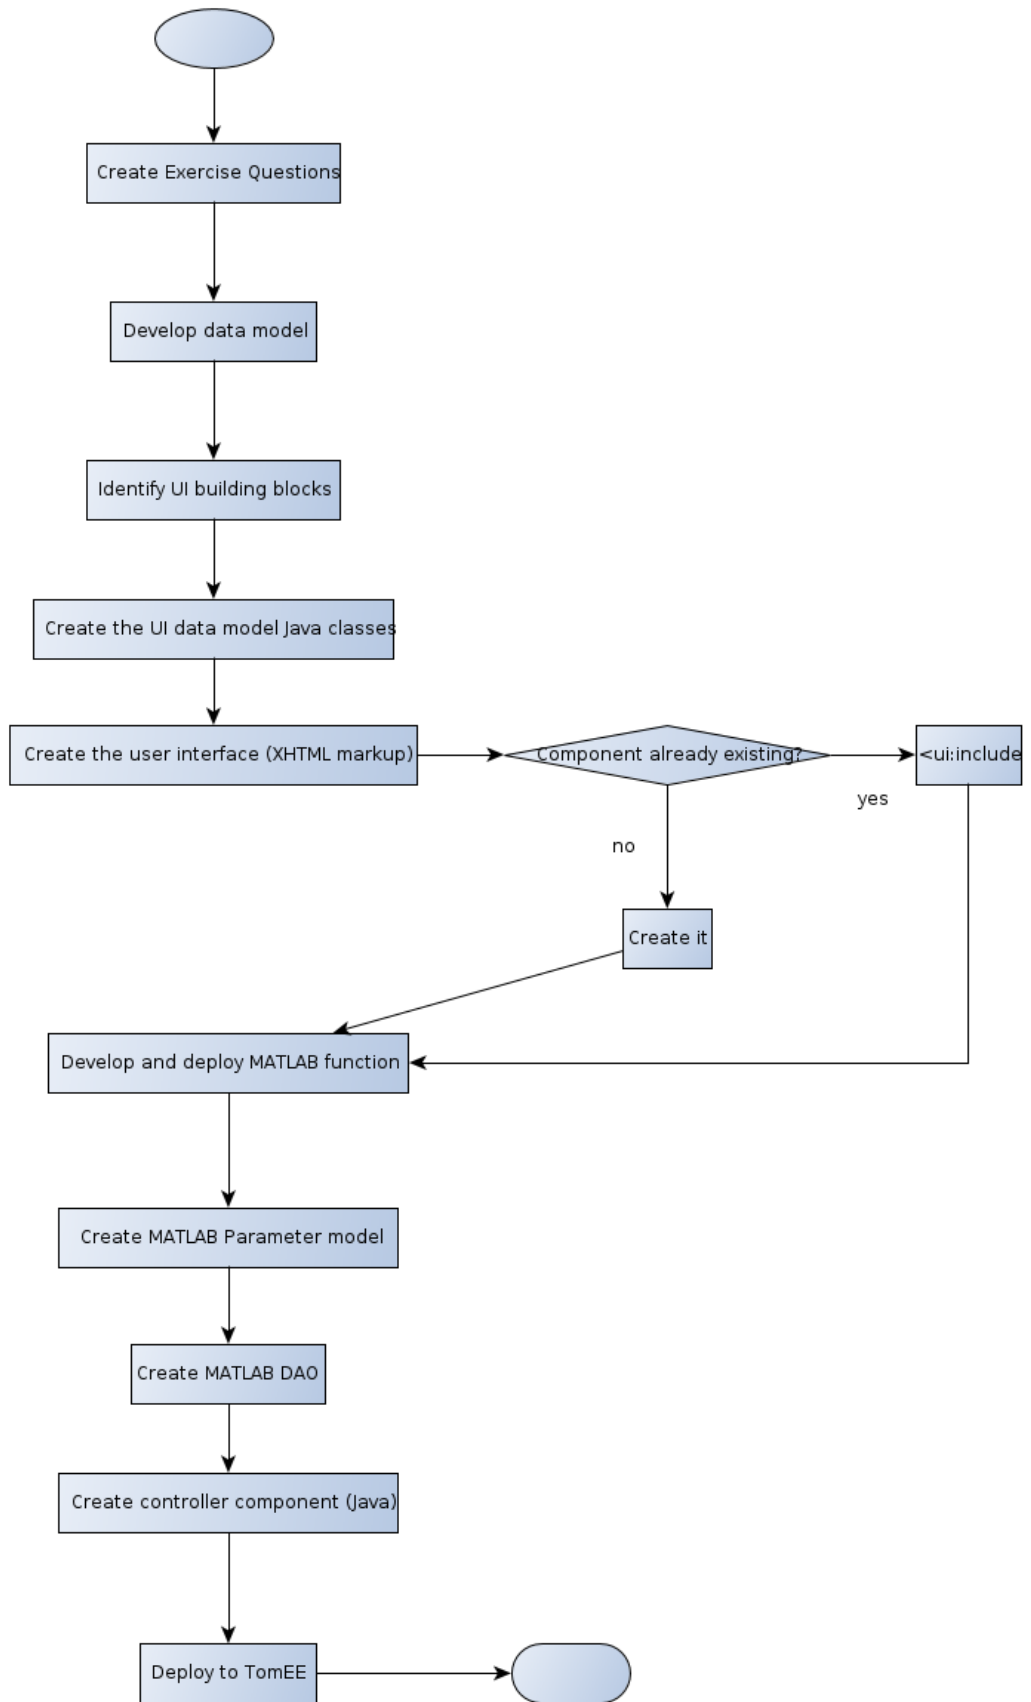 Create Exercise Questions
Develop data model
Identify UI building blocks
Create the UI data model Java classes
Create the user interface (XHTML markup)
Component already existing?
<ui:include
yes
no
Create it
Develop and deploy MATLAB function
Create MATLAB Parameter model
Create MATLAB DAO
Create controller component (Java)
Deploy to TomEE